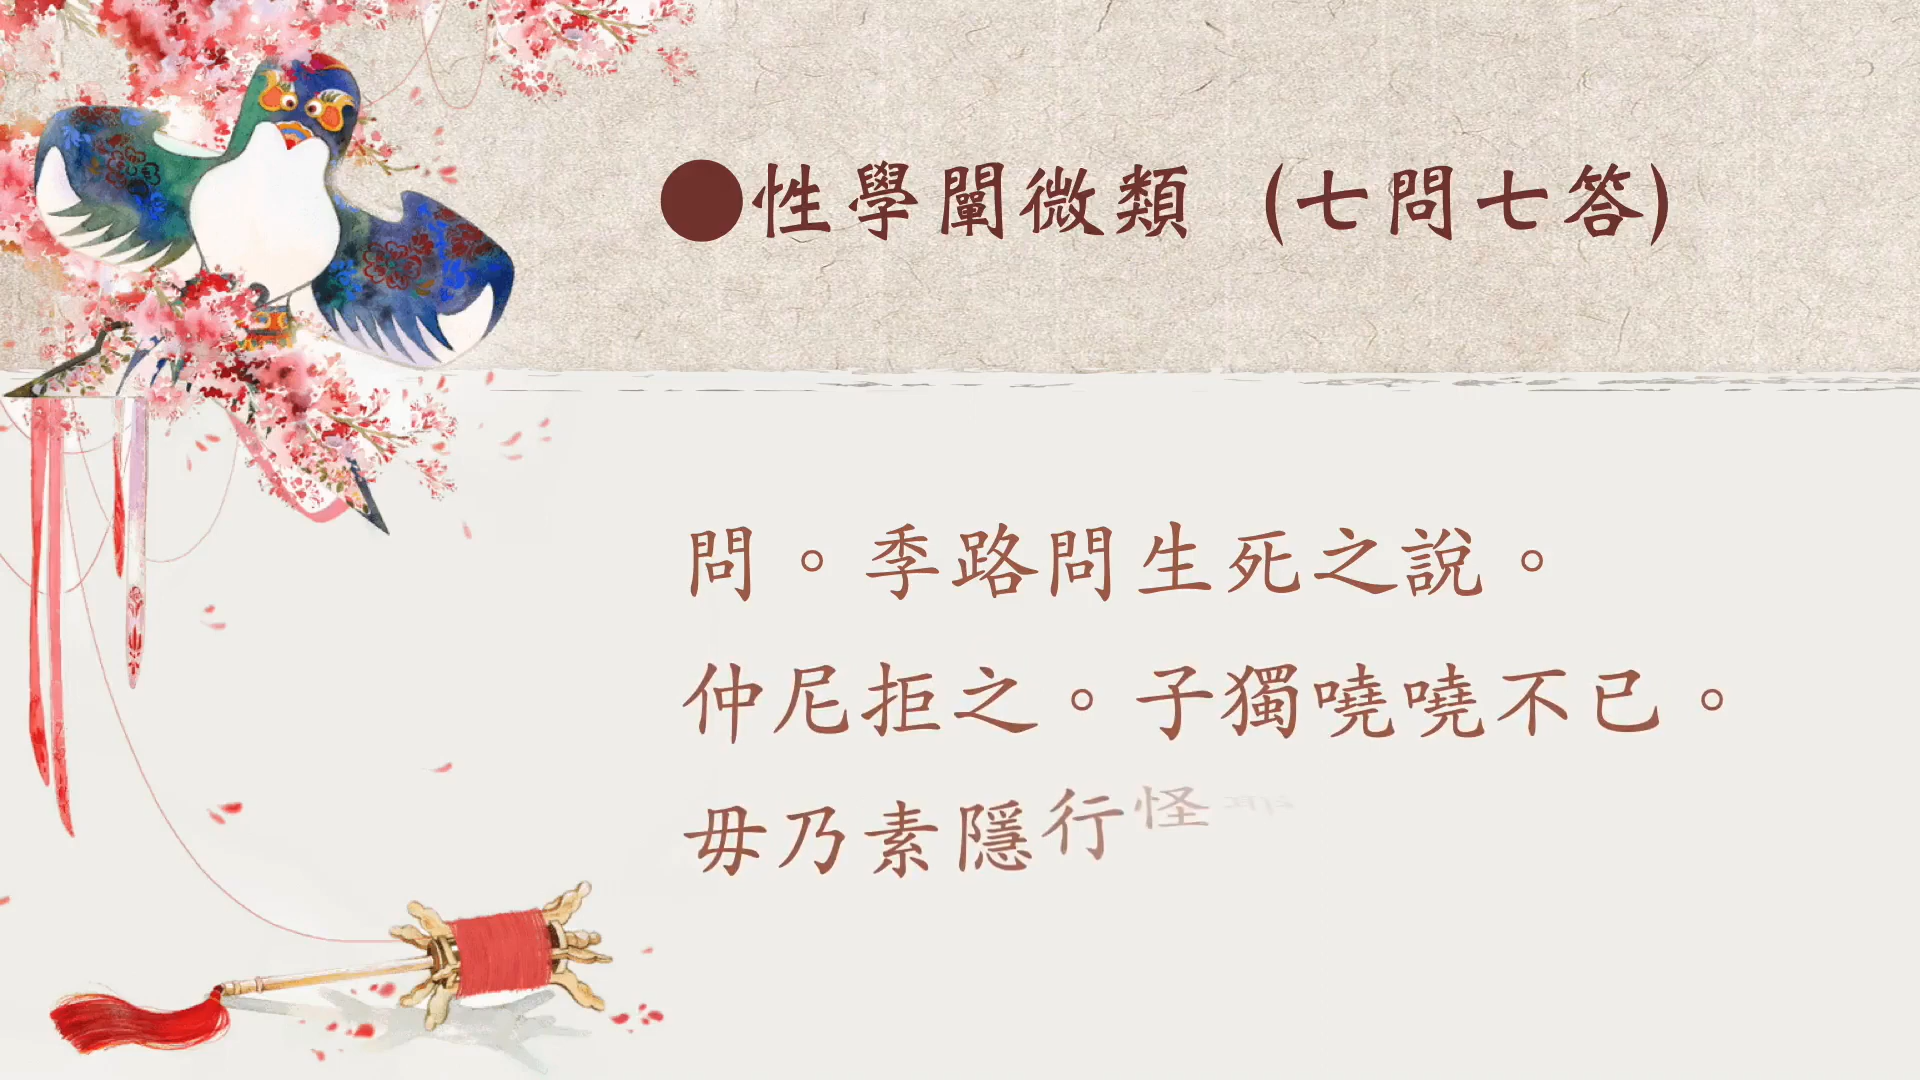 ●性學闡微類 (七問七答)
問。季路問生死之說。
仲尼拒之。子獨嘵嘵不已。
毋乃素隱行怪